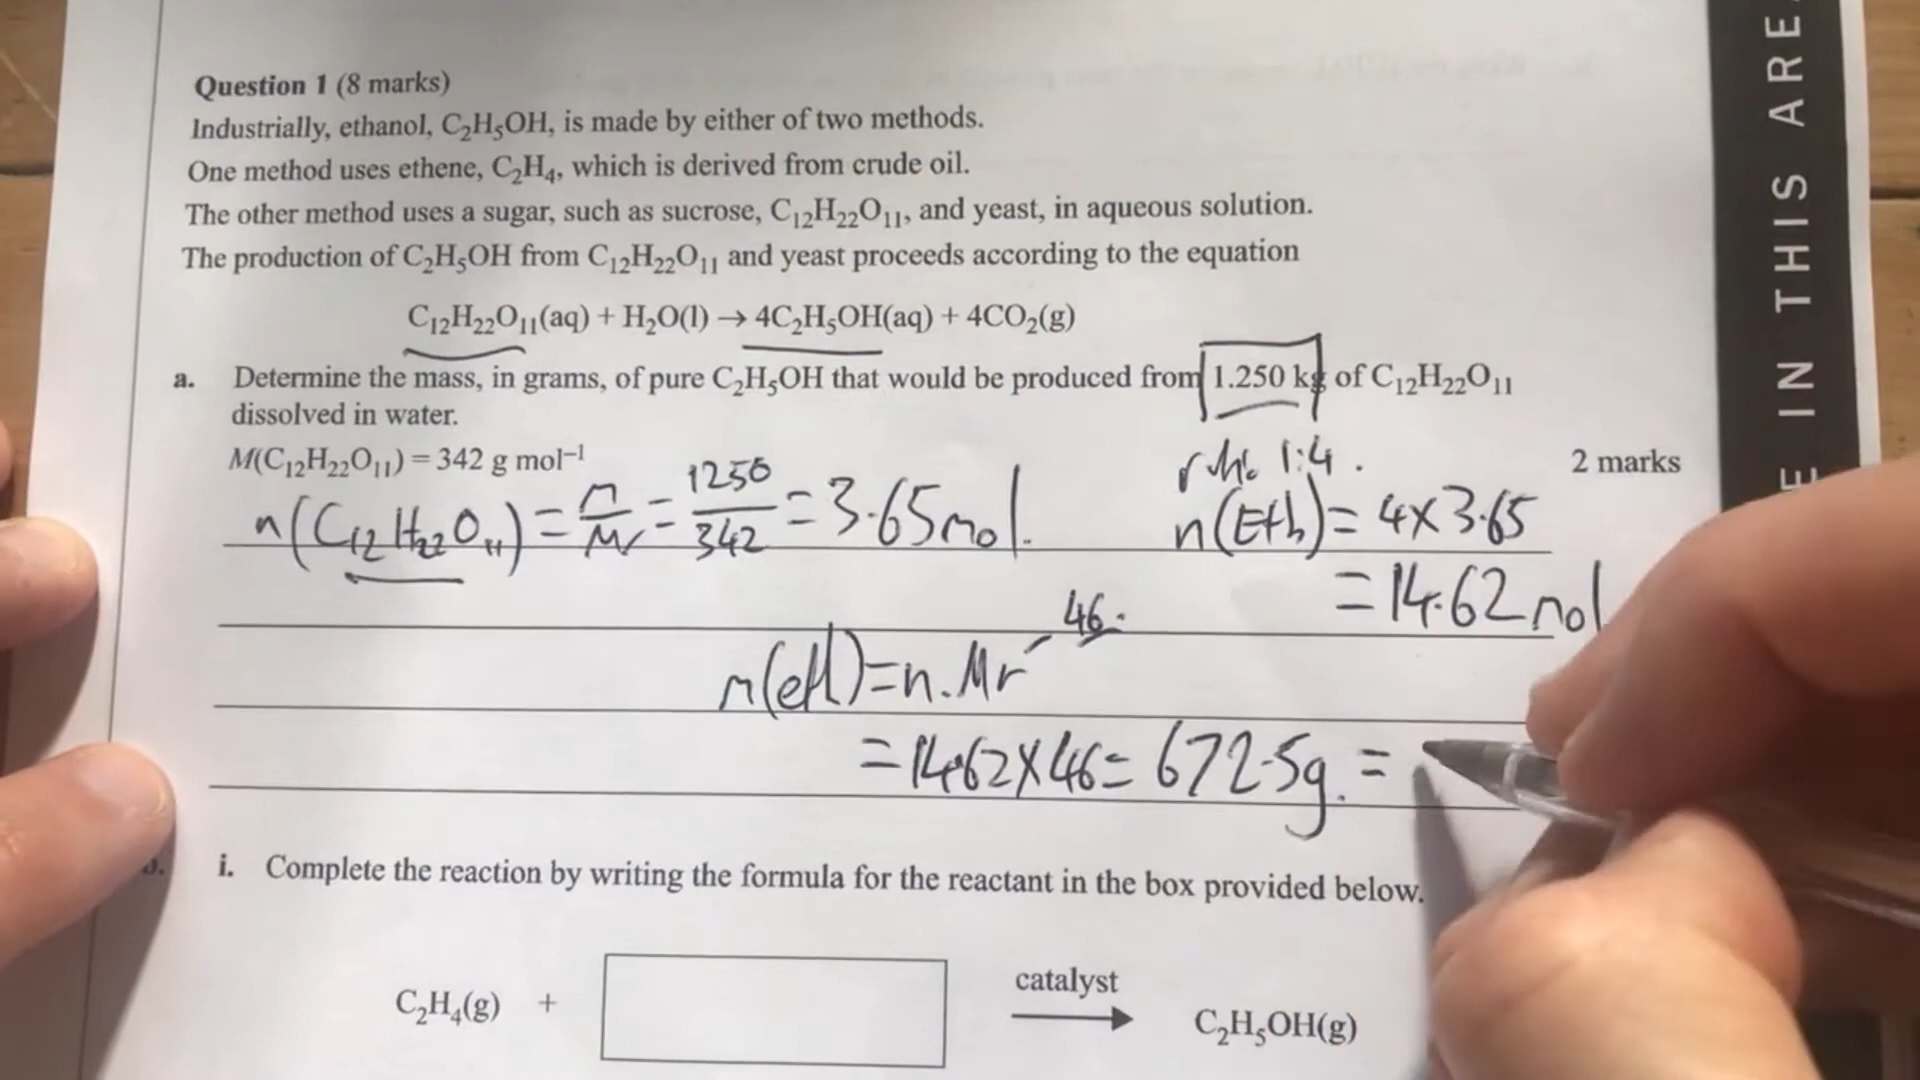 Question 1 (8 marks)
Industrially, ethanol, C₂H₅OH, is made by either of two methods.
One method uses ethene, C₂H₄, which is derived from crude oil.
The other method uses a sugar, such as sucrose, C₁₂H₂₂O₁₁, and yeast, in aqueous solution.
The production of C₂H₅OH from C₁₂H₂₂O₁₁ and yeast proceeds according to the equation
C₁₂H₂₂O₁₁(aq) + H₂O(l) → 4C₂H₅OH(aq) + 4CO₂(g)
a. Determine the mass, in grams, of pure C₂H₅OH that would be produced from 1.250 kg of C₁₂H₂₂O₁₁
dissolved in water.
M(C₁₂H₂₂O₁₁) = 342 g mol⁻¹
2 marks
n(C₁₂H₂₂O₁₁) = m/Mr = 1250/342 = 3.65 mol.
1:4.
n(Eth) = 4×3.65
= 14.62 mol
m(eth) = n.Mr 46.
= 14.62×46 = 672.5g. =
i. Complete the reaction by writing the formula for the reactant in the box provided below.
C₂H₄(g) + catalyst → C₂H₅OH(g)
IN THIS ARE